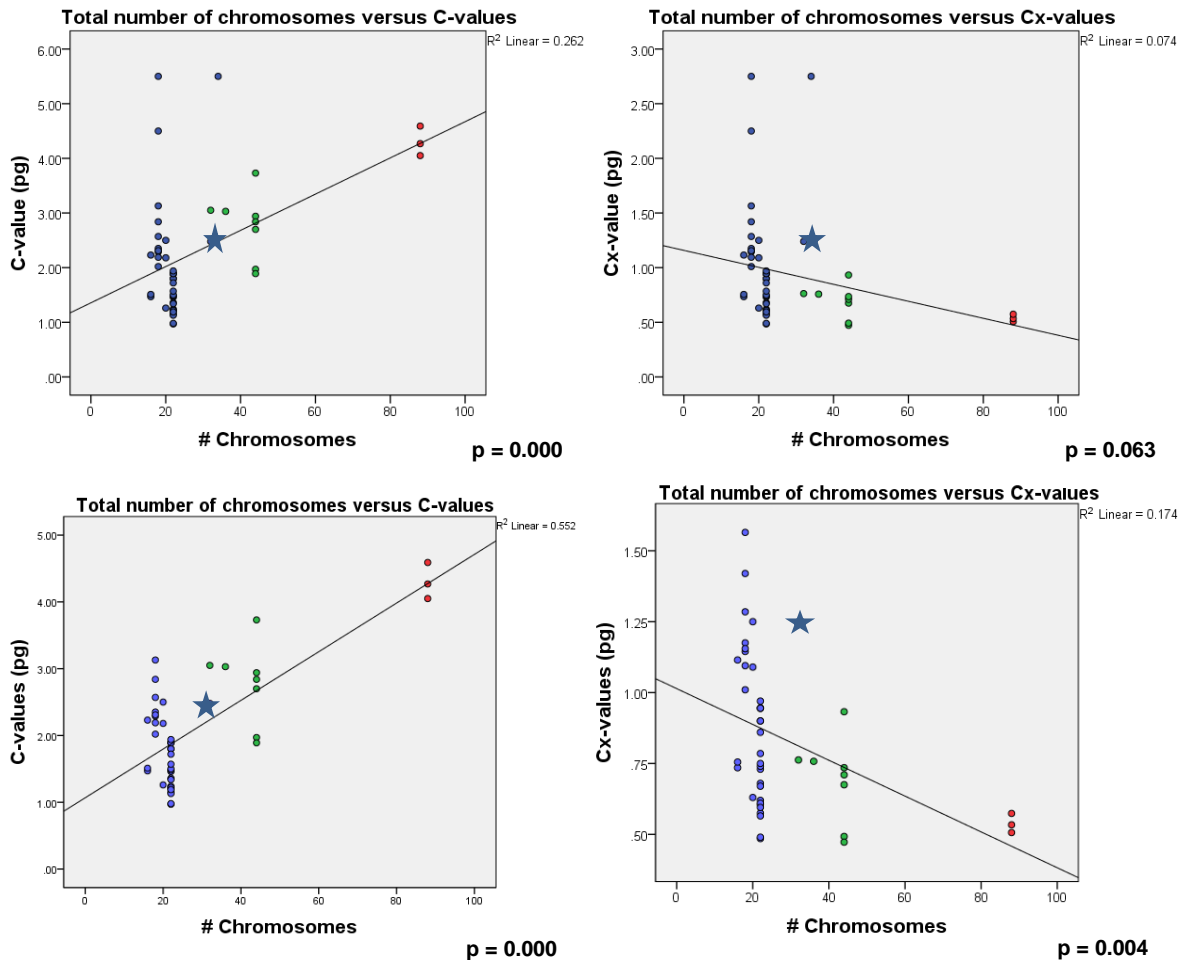 Total number of chromosomes versus C-values
R² Linear = 0.262
6.00
5.00
4.00
3.00
2.00
1.00
.00
C-value (pg)
0 20 40 60 80 100
# Chromosomes
p = 0.000
Total number of chromosomes versus Cx-values
R² Linear = 0.074
3.00
2.50
2.00
1.50
1.00
.50
.00
Cx-value (pg)
0 20 40 60 80 100
# Chromosomes
p = 0.063
Total number of chromosomes versus C-values
R² Linear = 0.552
5.00
4.00
3.00
2.00
1.00
.00
C-values (pg)
0 20 40 60 80 100
# Chromosomes
p = 0.000
Total number of chromosomes versus Cx-values
R² Linear = 0.174
1.50
1.25
1.00
0.75
.50
Cx-values (pg)
0 20 40 60 80 100
# Chromosomes
p = 0.004